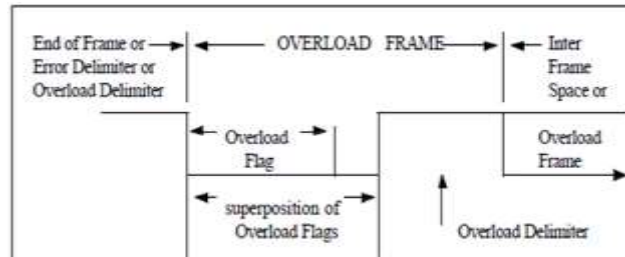 End of Frame or
Error Delimiter or
Overload Delimiter
OVERLOAD FRAME
Inter
Frame
Space or
Overload
Flag
Overload
Frame
superposition of
Overload Flags
Overload Delimiter